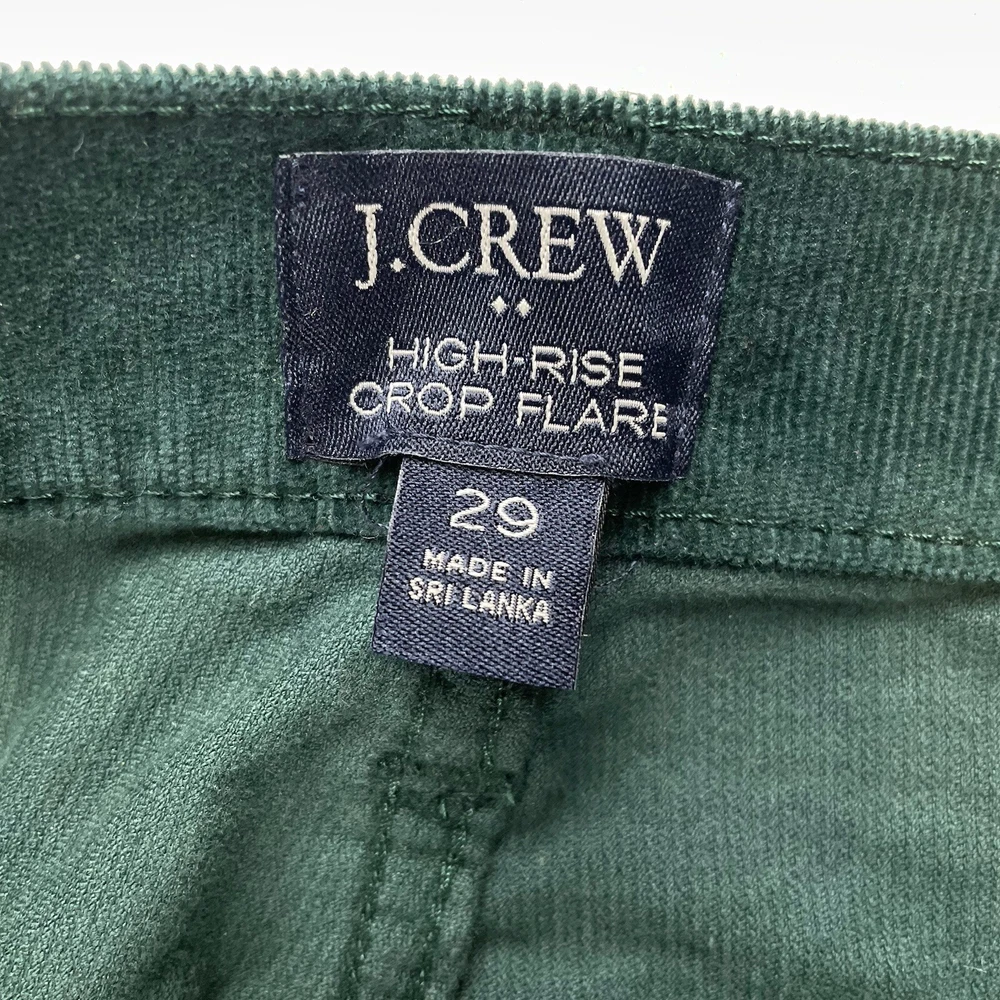 J.CREW
HIGH-RISE
CROP FLARE
29
MADE IN
SRI LANKA